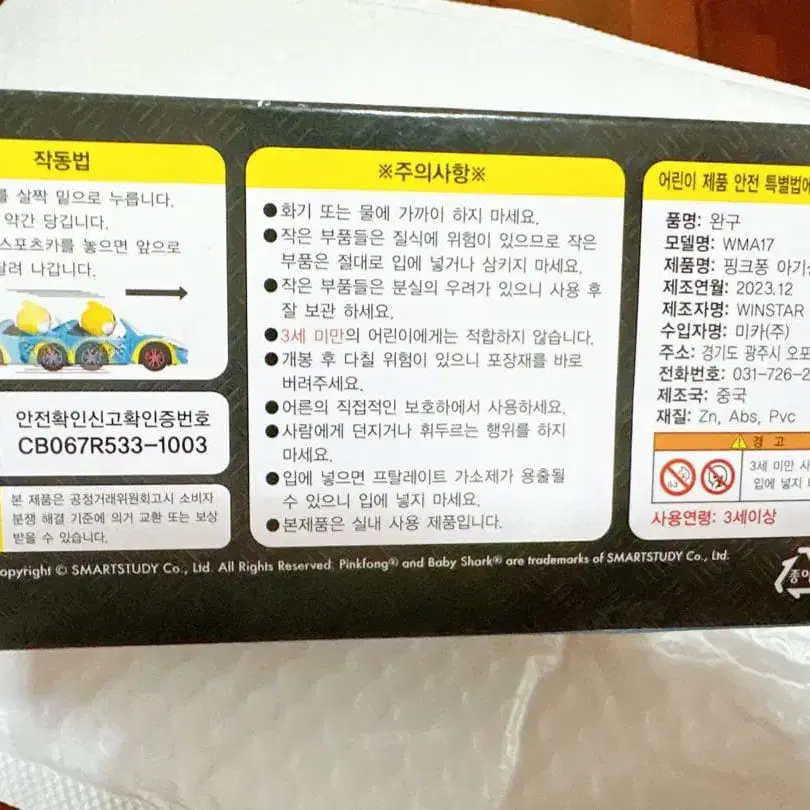 작동법
를 살짝 밑으로 누릅니다.
약간 당깁니다.
스포츠카를 놓으면 앞으로
달려 나갑니다.
안전확인신고확인증번호
CB067R533-1003
본 제품은 공정거래위원회고시 소비자
분쟁 해결 기준에 의거 교환 또는 보상
받을 수 있습니다.
※주의사항※
●화기 또는 물에 가까이 하지 마세요.
●작은 부품들은 질식에 위험이 있으므로 작은
부품은 절대로 입에 넣거나 삼키지 마세요.
●작은 부품들은 분실의 우려가 있으니 사용 후
잘 보관 하세요.
●3세 미만의 어린이에게는 적합하지 않습니다.
●개봉 후 다칠 위험이 있으니 포장재를 바로
버려주세요.
●어른의 직접적인 보호하에서 사용하세요.
●사람에게 던지거나 휘두르는 행위를 하지
마세요.
●입에 넣으면 프탈레이트 가소제가 용출될
수 있으니 입에 넣지 마세요.
●본제품은 실내 사용 제품입니다.
어린이 제품 안전 특별법에
품명: 완구
모델명: WMA17
제품명: 핑크퐁 아기상
제조연월: 2023.12
제조자명: WINSTAR
수입자명: 미카(주)
주소: 경기도 광주시 오포
전화번호: 031-726-2
제조국: 중국
재질: Zn, Abs, Pvc
경 고
3세 미만 사
입에 넣지 마
사용연령: 3세이상
opyright © SMARTSTUDY Co., Ltd. All Rights Reserved. Pinkfong® and Baby Shark® are trademarks of SMARTSTUDY Co., Ltd.
종이